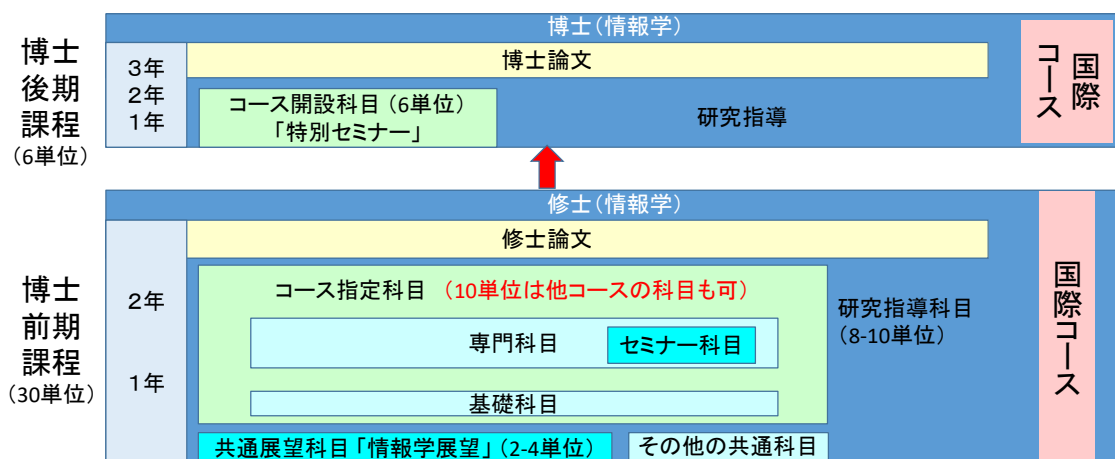 博士（情報学）
博士
後期
課程
（6単位）
3年
2年
1年
博士論文
コース開設科目（6単位）
「特別セミナー」
研究指導
国際
コース
修士（情報学）
博士
前期
課程
（30単位）
修士論文
2年
1年
コース指定科目（10単位は他コースの科目も可）
専門科目
セミナー科目
基礎科目
研究指導科目
（8-10単位）
共通展望科目「情報学展望」（2-4単位）
その他の共通科目
国際コース